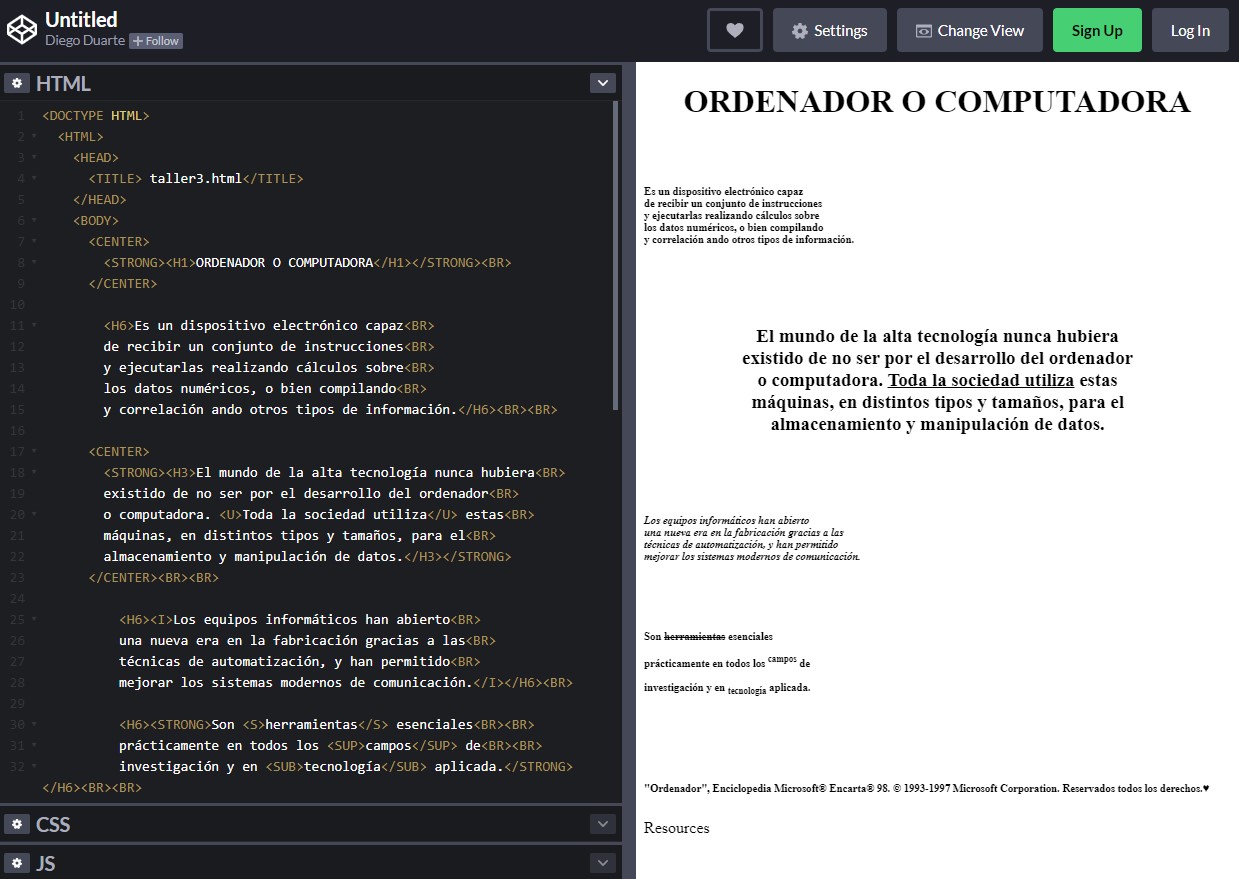 Untitled
Diego Duarte + Follow
Settings
Change View
Sign Up
Log In
HTML
1 <DOCTYPE HTML>
2 <HTML>
3 <HEAD>
4 <TITLE> taller3.html</TITLE>
5 </HEAD>
6 <BODY>
7 <CENTER>
8 <STRONG><H1>ORDENADOR O COMPUTADORA</H1></STRONG><BR>
9 </CENTER>
10
11 <H6>Es un dispositivo electrónico capaz<BR>
12 de recibir un conjunto de instrucciones<BR>
13 y ejecutarlas realizando cálculos sobre<BR>
14 los datos numéricos, o bien compilando<BR>
15 y correlación ando otros tipos de información.</H6><BR><BR>
16
17 <CENTER>
18 <STRONG><H3>El mundo de la alta tecnología nunca hubiera<BR>
19 existido de no ser por el desarrollo del ordenador<BR>
20 o computadora. <U>Toda la sociedad utiliza</U> estas<BR>
21 máquinas, en distintos tipos y tamaños, para el<BR>
22 almacenamiento y manipulación de datos.</H3></STRONG>
23 </CENTER><BR><BR>
24
25 <H6><I>Los equipos informáticos han abierto<BR>
26 una nueva era en la fabricación gracias a las<BR>
27 técnicas de automatización, y han permitido<BR>
28 mejorar los sistemas modernos de comunicación.</I></H6><BR>
29
30 <H6><STRONG>Son <S>herramientas</S> esenciales<BR><BR>
31 prácticamente en todos los <SUP>campos</SUP> de<BR><BR>
32 investigación y en <SUB>tecnología</SUB> aplicada.</STRONG>
</H6><BR><BR>
CSS
JS
ORDENADOR O COMPUTADORA
Es un dispositivo electrónico capaz
de recibir un conjunto de instrucciones
y ejecutarlas realizando cálculos sobre
los datos numéricos, o bien compilando
y correlación ando otros tipos de información.
El mundo de la alta tecnología nunca hubiera
existido de no ser por el desarrollo del ordenador
o computadora. Toda la sociedad utiliza estas
máquinas, en distintos tipos y tamaños, para el
almacenamiento y manipulación de datos.
Los equipos informáticos han abierto
una nueva era en la fabricación gracias a las
técnicas de automatización, y han permitido
mejorar los sistemas modernos de comunicación.
Son herramientas esenciales
prácticamente en todos los campos de
investigación y en tecnología aplicada.
"Ordenador", Enciclopedia Microsoft® Encarta® 98. © 1993-1997 Microsoft Corporation. Reservados todos los derechos.♥
Resources